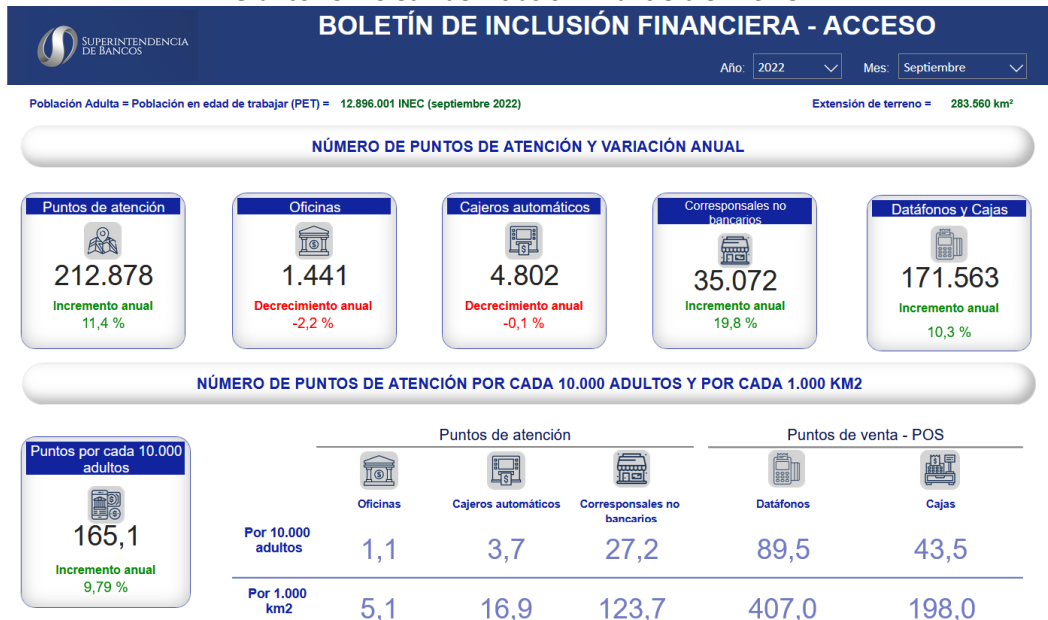 BOLETÍN DE INCLUSIÓN FINANCIERA - ACCESO
SUPERINTENDENCIA
DE BANCOS
Año: 2022 Mes: Septiembre
Población Adulta = Población en edad de trabajar (PET) = 12.896.001 INEC (septiembre 2022) Extensión de terreno = 283.560 km²
NÚMERO DE PUNTOS DE ATENCIÓN Y VARIACIÓN ANUAL
Puntos de atención
212.878
Incremento anual
11,4 %
Oficinas
1.441
Decrecimiento anual
-2,2 %
Cajeros automáticos
4.802
Decrecimiento anual
-0,1 %
Corresponsales no
bancarios
35.072
Incremento anual
19,8 %
Datáfonos y Cajas
171.563
Incremento anual
10,3 %
NÚMERO DE PUNTOS DE ATENCIÓN POR CADA 10.000 ADULTOS Y POR CADA 1.000 KM2
Puntos por cada 10.000
adultos
165,1
Incremento anual
9,79 %
Puntos de atención Puntos de venta - POS
Oficinas Cajeros automáticos Corresponsales no bancarios Datáfonos Cajas
Por 10.000
adultos
1,1 3,7 27,2 89,5 43,5
Por 1.000
km2
5,1 16,9 123,7 407,0 198,0